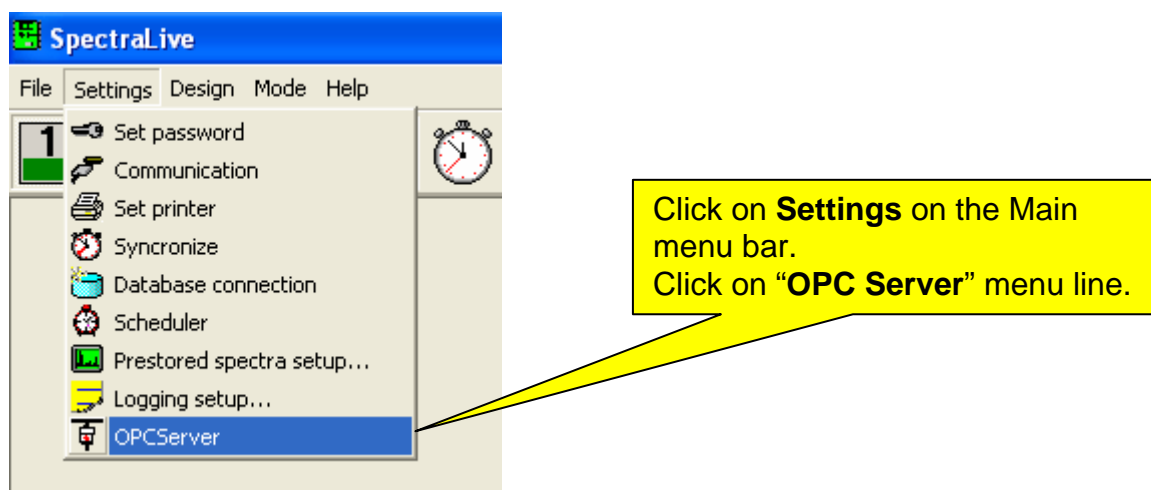 SpectraLive
File Settings Design Mode Help
1
Set password
Communication
Set printer
Syncronize
Database connection
Scheduler
Prestored spectra setup...
Logging setup...
OPCServer
Click on Settings on the Main
menu bar.
Click on “OPC Server” menu line.